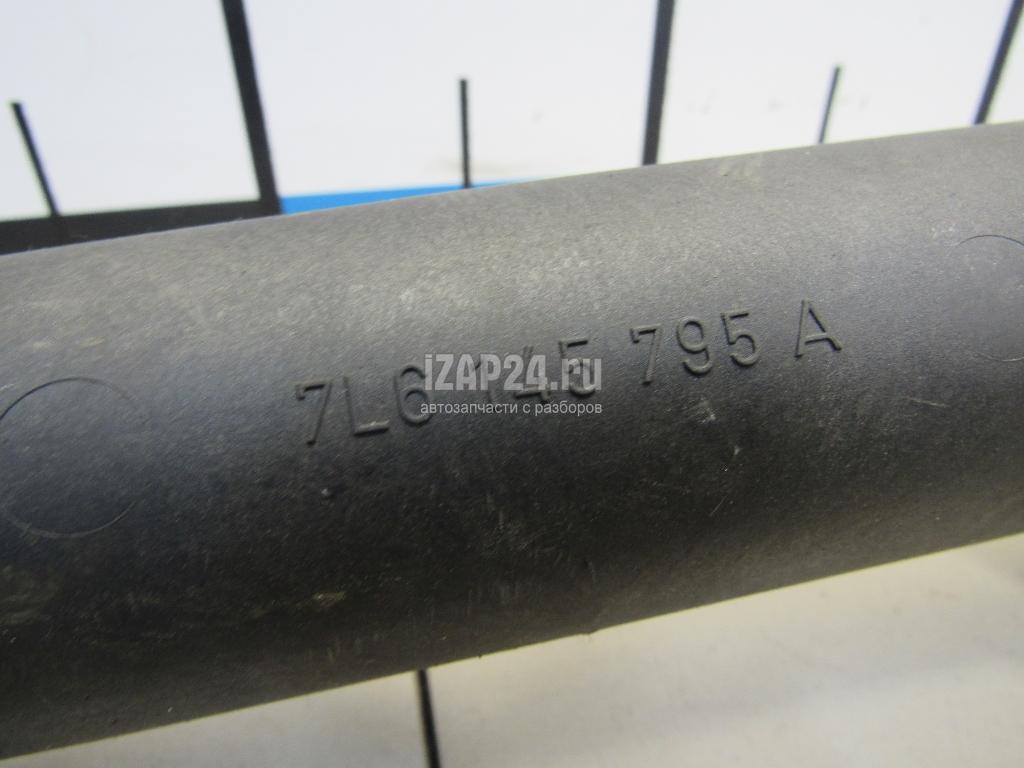 7L6 145 795 A
iZAP24.ru
автозапчасти с разборов